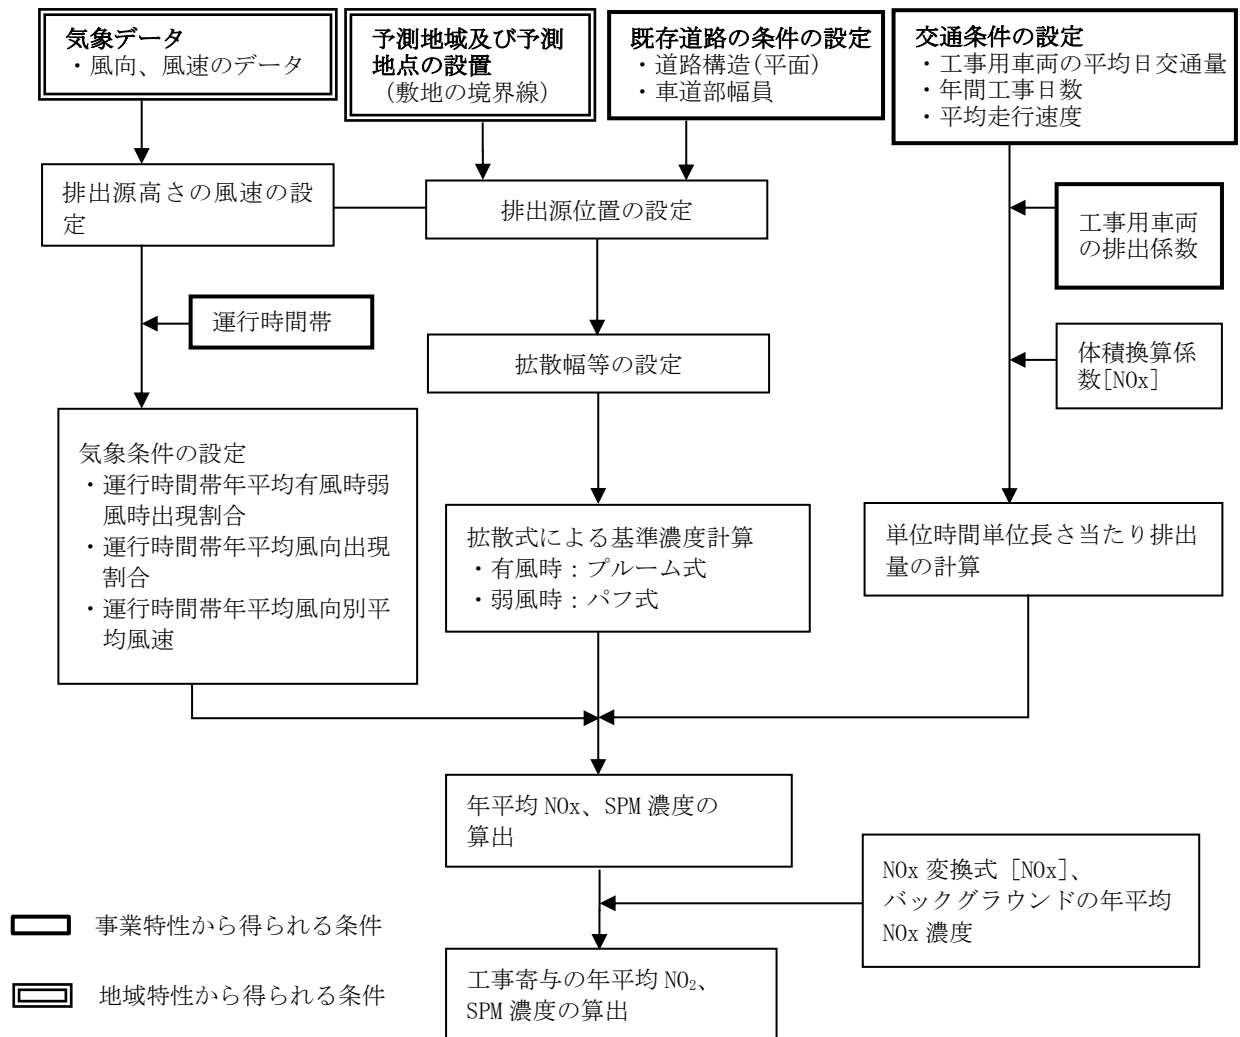 気象データ
・風向、風速のデータ
予測地域及び予測
地点の設置
(敷地の境界線)
既存道路の条件の設定
・道路構造(平面)
・車道部幅員
交通条件の設定
・工事用車両の平均日交通量
・年間工事日数
・平均走行速度
排出源高さの風速の設
定
排出源位置の設定
工事用車両
の排出係数
運行時間帯
拡散幅等の設定
体積換算係
数[NOx]
気象条件の設定
・運行時間帯年平均有風時弱
風時出現割合
・運行時間帯年平均風向出現
割合
・運行時間帯年平均風向別平
均風速
拡散式による基準濃度計算
・有風時：プルーム式
・弱風時：パフ式
単位時間単位長さ当たり排出
量の計算
年平均 NOx、SPM 濃度の
算出
NOx 変換式 [NOx]、
バックグラウンドの年平均
NOx 濃度
事業特性から得られる条件
地域特性から得られる条件
工事寄与の年平均 NO₂、
SPM 濃度の算出